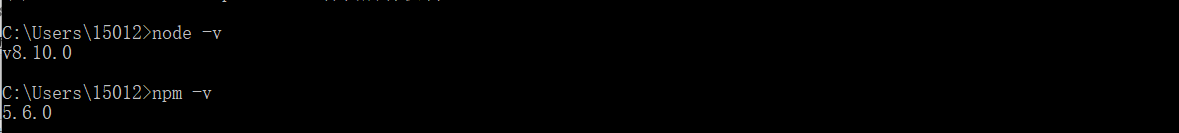 C:\Users\15012>node -v
v8.10.0
C:\Users\15012>npm -v
5.6.0